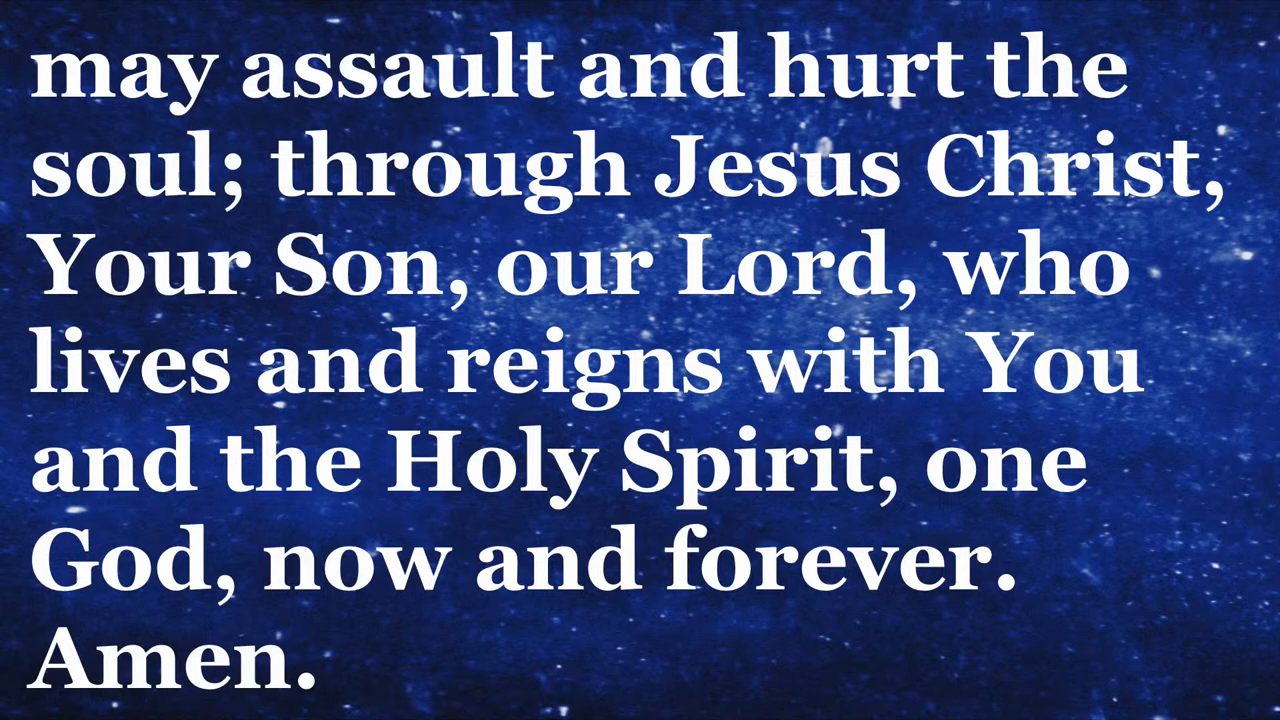 may assault and hurt the
soul; through Jesus Christ,
Your Son, our Lord, who
lives and reigns with You
and the Holy Spirit, one
God, now and forever.
Amen.